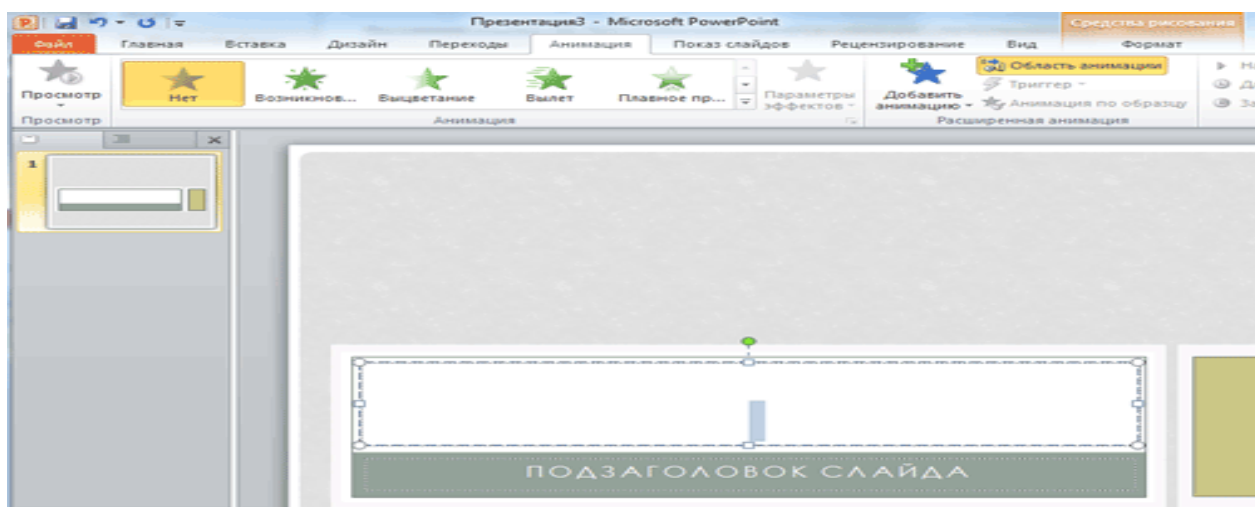 Презентация3 - Microsoft PowerPoint
Средства рисования
Файл Главная Вставка Дизайн Переходы Анимация Показ слайдов Рецензирование Вид Формат
Просмотр Нет Возникнов... Выцветание Вылет Плавное пр... Параметры эффектов Добавить анимацию
Область анимации
Триггер
Анимация по образцу
Просмотр Анимация Расширенная анимация
1
ПОДЗАГОЛОВОК СЛАЙДА